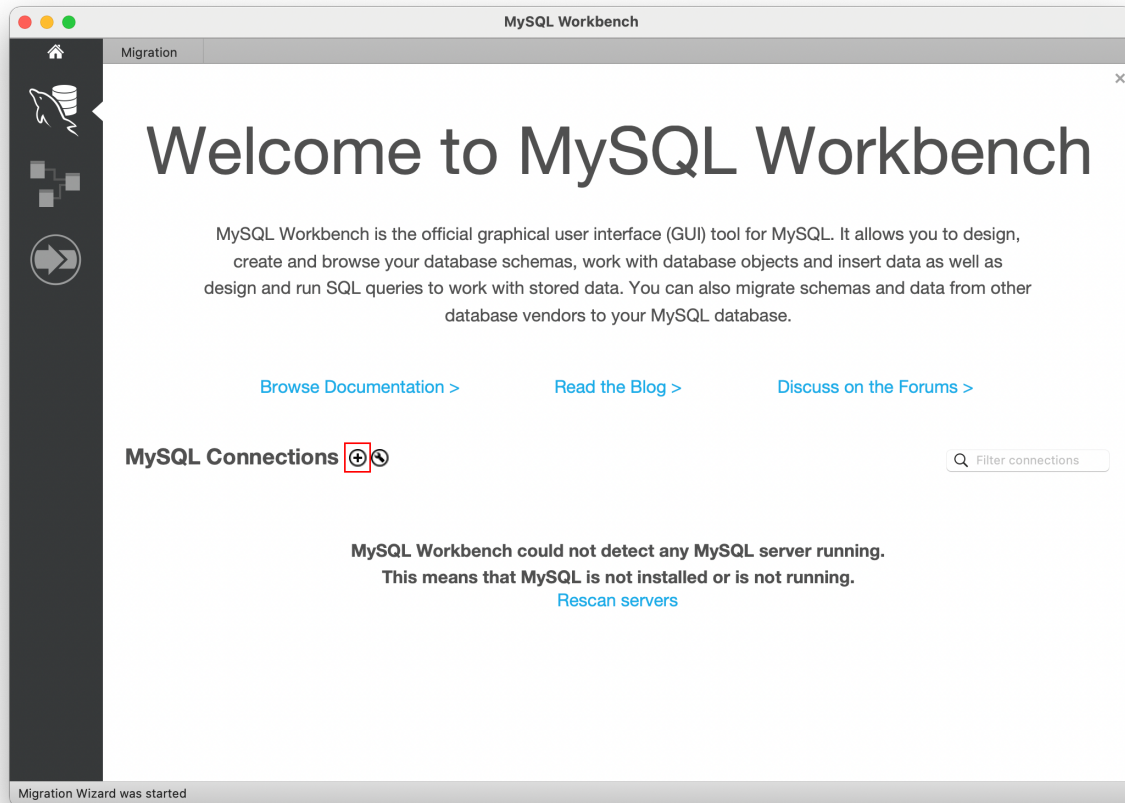 MySQL Workbench
Migration
Welcome to MySQL Workbench
MySQL Workbench is the official graphical user interface (GUI) tool for MySQL. It allows you to design,
create and browse your database schemas, work with database objects and insert data as well as
design and run SQL queries to work with stored data. You can also migrate schemas and data from other
database vendors to your MySQL database.
Browse Documentation >
Read the Blog >
Discuss on the Forums >
MySQL Connections
Filter connections
MySQL Workbench could not detect any MySQL server running.
This means that MySQL is not installed or is not running.
Rescan servers
Migration Wizard was started